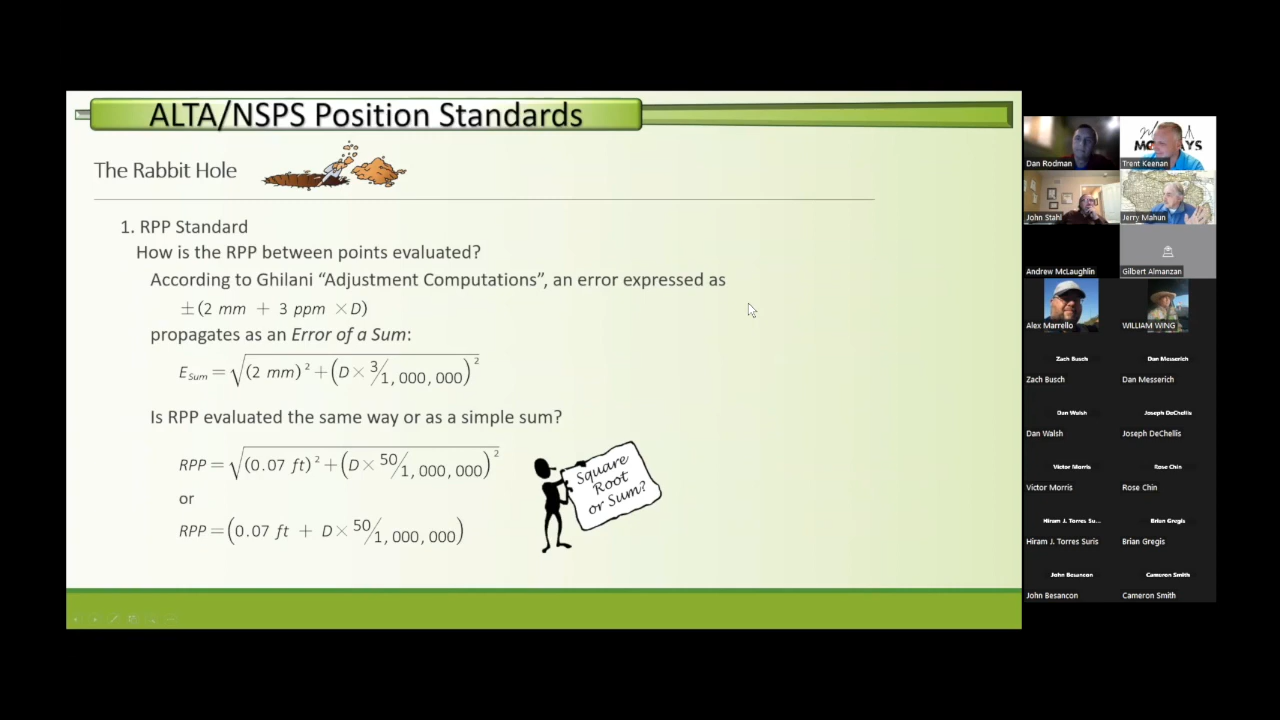 ALTA/NSPS Position Standards
The Rabbit Hole
1. RPP Standard
How is the RPP between points evaluated?
According to Ghilani “Adjustment Computations”, an error expressed as
±(2 mm + 3 ppm ×D)
propagates as an Error of a Sum:
E_Sum = √((2 mm)² + (D × 3/1,000,000)²)
Is RPP evaluated the same way or as a simple sum?
RPP = √((0.07 ft)² + (D × 50/1,000,000)²)
or
RPP = (0.07 ft + D × 50/1,000,000)
Square
Root
or Sum?
Dan Rodman
Trent Keenan
John Stahl
Jerry Mahun
Andrew McLaughlin
Gilbert Almanzan
Alex Marrello
WILLIAM WING
Zach Busch
Dan Messerich
Zach Busch
Dan Messerich
Dan Walsh
Joseph DeChellis
Dan Walsh
Joseph DeChellis
Victor Morris
Rose Chin
Victor Morris
Rose Chin
Hiram J. Torres Su...
Brian Gregis
Hiram J. Torres Suris
Brian Gregis
John Besancon
Cameron Smith
John Besancon
Cameron Smith